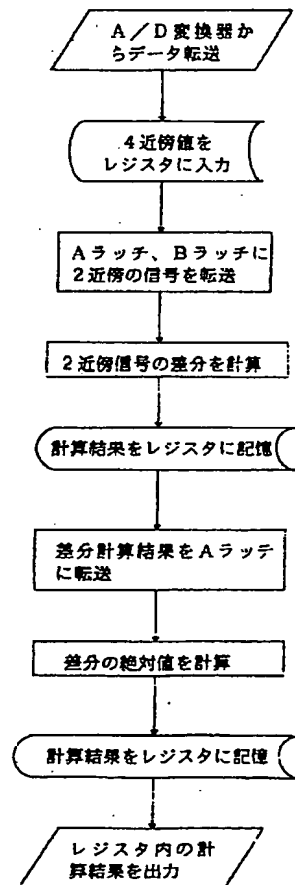 A／D変換器か
らデータ転送
4近傍値を
レジスタに入力
Aラッチ、Bラッチに
2近傍の信号を転送
2近傍信号の差分を計算
計算結果をレジスタに記憶
差分計算結果をAラッチ
に転送
差分の絶対値を計算
計算結果をレジスタに記憶
レジスタ内の計
算結果を出力